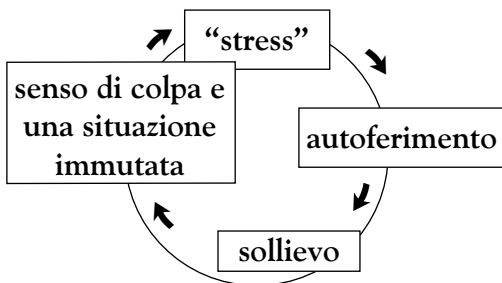 “stress”
senso di colpa e
una situazione
immutata
autoferimento
sollievo